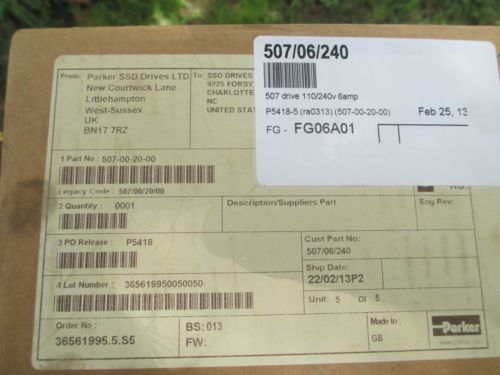 507/06/240
507 drive 110/240v 6amp
P5418-5 (ra0313) (507-00-20-00)
Feb 25, 13
FG - FG06A01
From: Parker SSD Drives LTD
New Courtwick Lane
Littlehampton
West-Sussex
UK
BN17 7RZ
To: SSD DRIVES
9225 FORSY
CHARLOTTE
NC
UNITED STA
1 Part No : 507-00-20-00
Legacy Code : 507/00/20/00
2 Quantity : 0001
Description/Suppliers Part
Eng Rev:
3 PO Release : P5418
Cust Part No:
507/06/240
4 Lot Number : 365619950050050
Ship Date:
22/02/13P2
Unit: 5 of 5
Order No :
36561995.5.S5
BS: 013
FW:
Made in :
GB
Parker